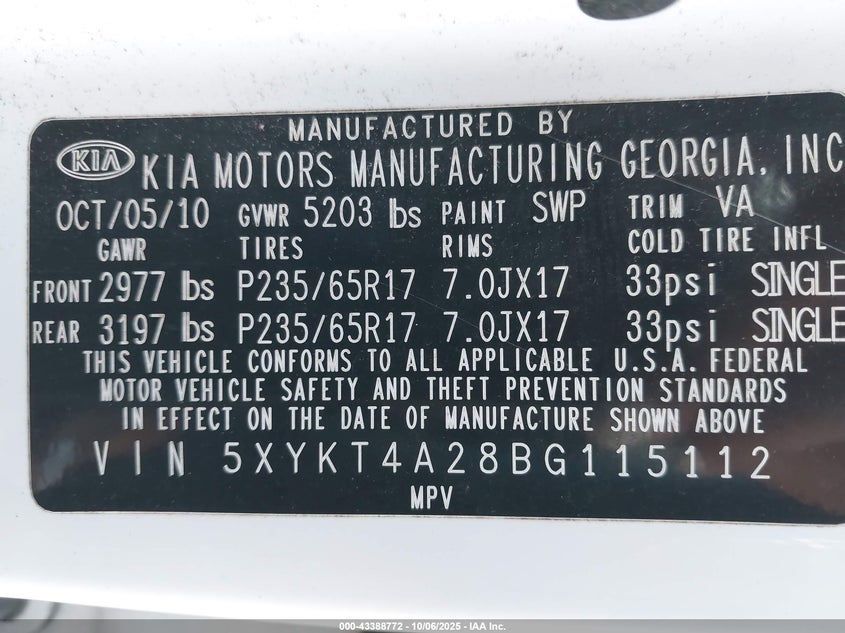 MANUFACTURED BY
KIA KIA MOTORS MANUFACTURING GEORGIA, INC
OCT/05/10 GVWR 5203 lbs PAINT SWP TRIM VA
GAWR TIRES RIMS COLD TIRE INFL
FRONT 2977 lbs P235/65R17 7.0JX17 33psi SINGLE
REAR 3197 lbs P235/65R17 7.0JX17 33psi SINGLE
THIS VEHICLE CONFORMS TO ALL APPLICABLE U.S.A. FEDERAL
MOTOR VEHICLE SAFETY AND THEFT PREVENTION STANDARDS
IN EFFECT ON THE DATE OF MANUFACTURE SHOWN ABOVE
VIN 5XYKT4A28BG115112
MPV
000-43388772 - 10/06/2025 - IAA Inc.